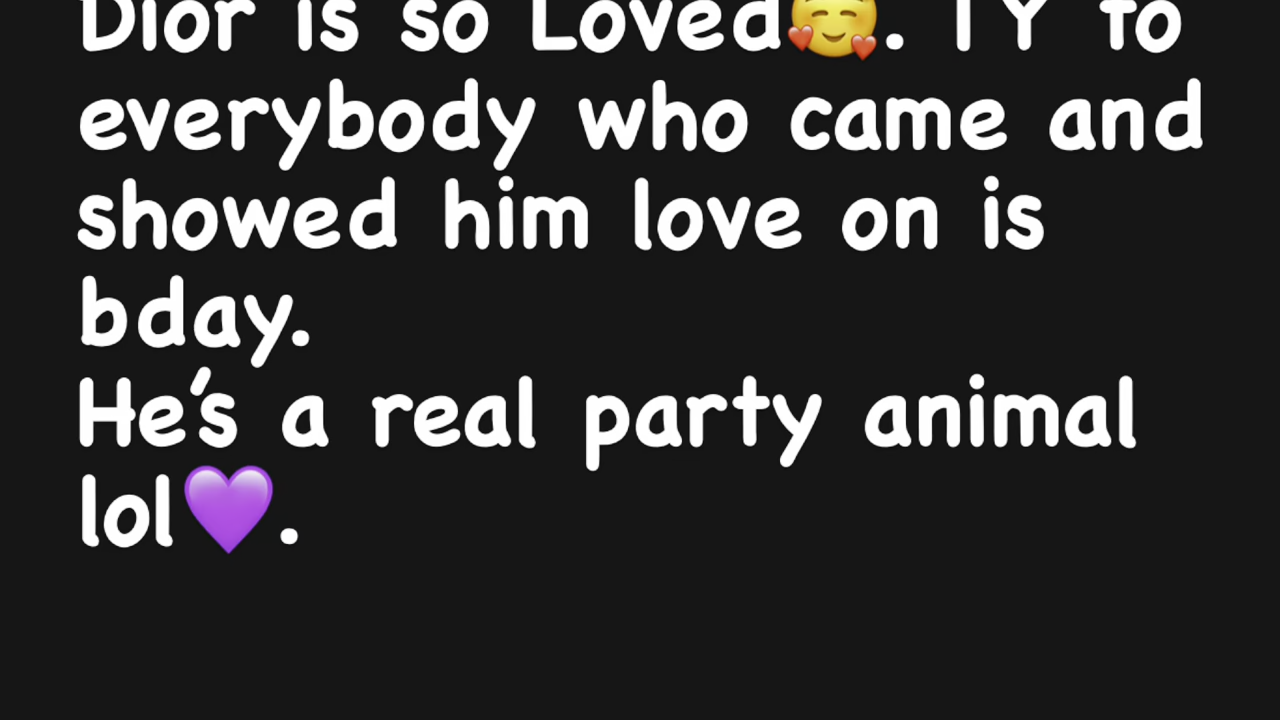 Dior is so Loved🥰. TY to
everybody who came and
showed him love on is
bday.
He's a real party animal
lol💜.